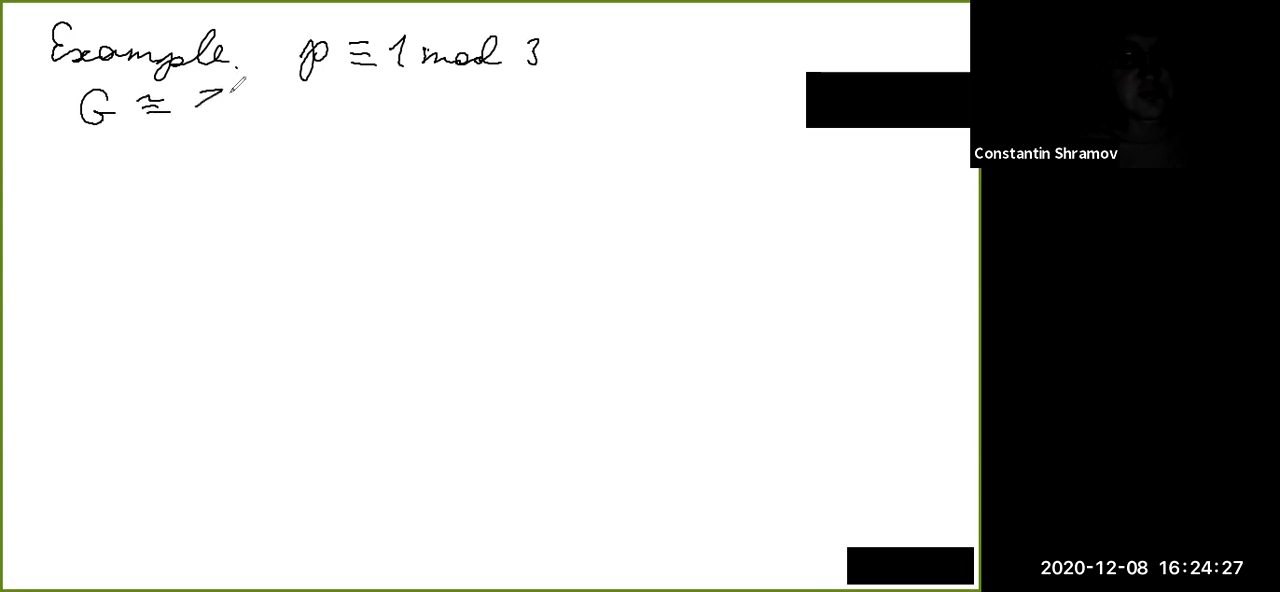 Example. p ≡ 1 mod 3
G ≅
Constantin Shramov
2020-12-08 16:24:27